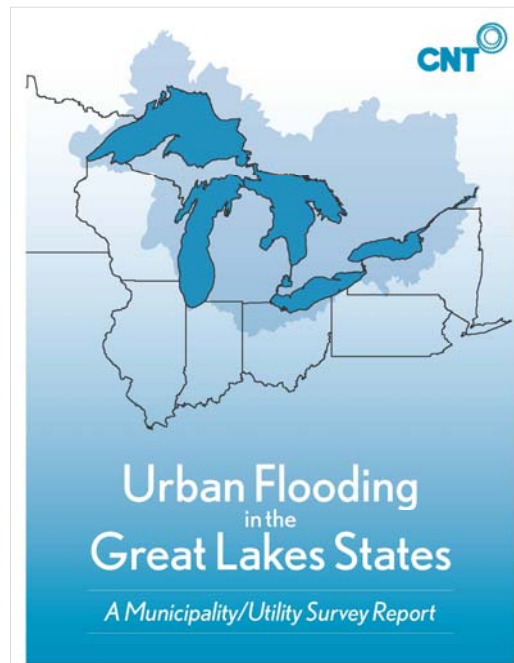 CNT
Urban Flooding
in the
Great Lakes States
A Municipality/Utility Survey Report